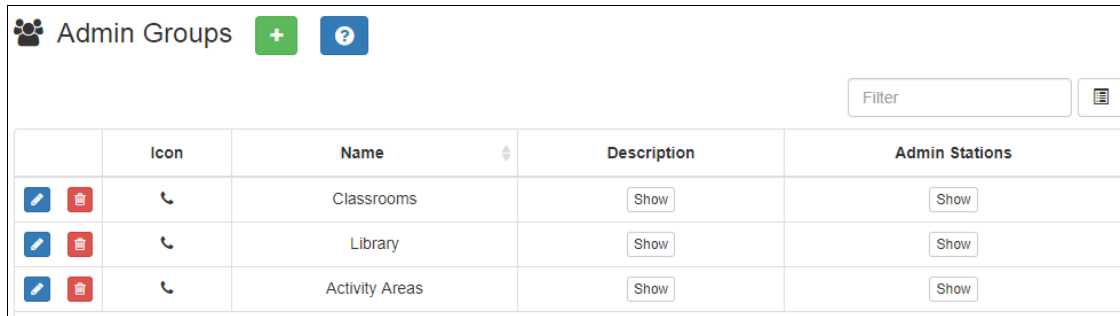 Admin Groups
Filter
Icon Name Description Admin Stations
Classrooms Show Show
Library Show Show
Activity Areas Show Show